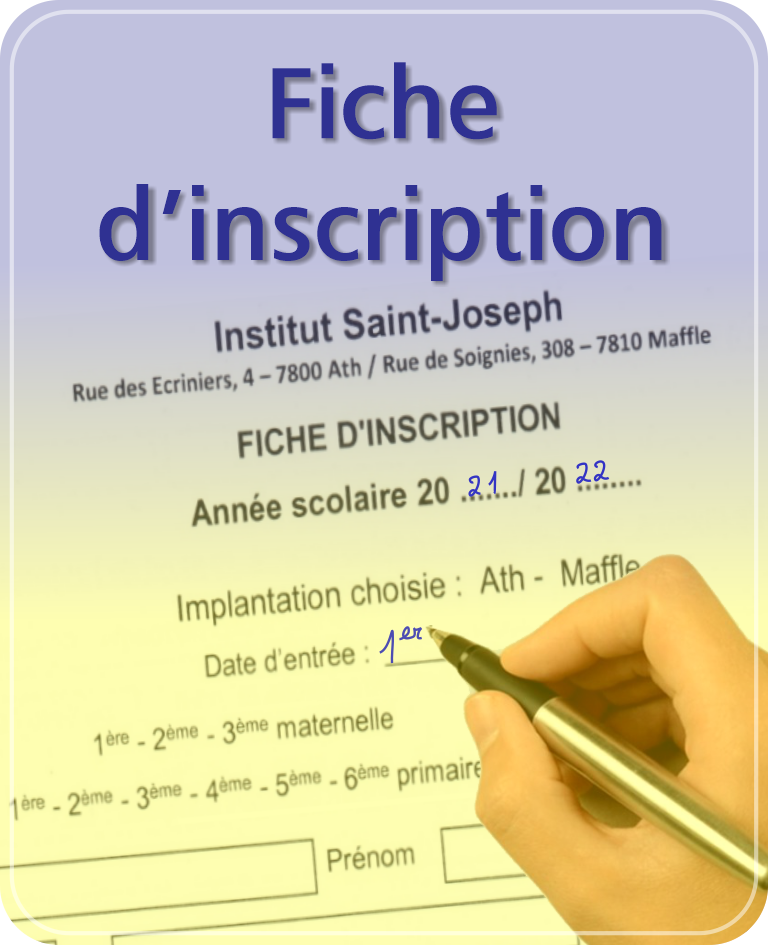 Fiche
d'inscription
Institut Saint-Joseph
Rue des Ecriniers, 4 – 7800 Ath / Rue de Soignies, 308 – 7810 Maffle
FICHE D'INSCRIPTION
Année scolaire 20 .21.../ 20 22......
Implantation choisie : Ath - Maffle
Date d'entrée : 1er
1ère - 2ème - 3ème maternelle
1ère - 2ème - 3ème - 4ème - 5ème - 6ème primaire
Prénom